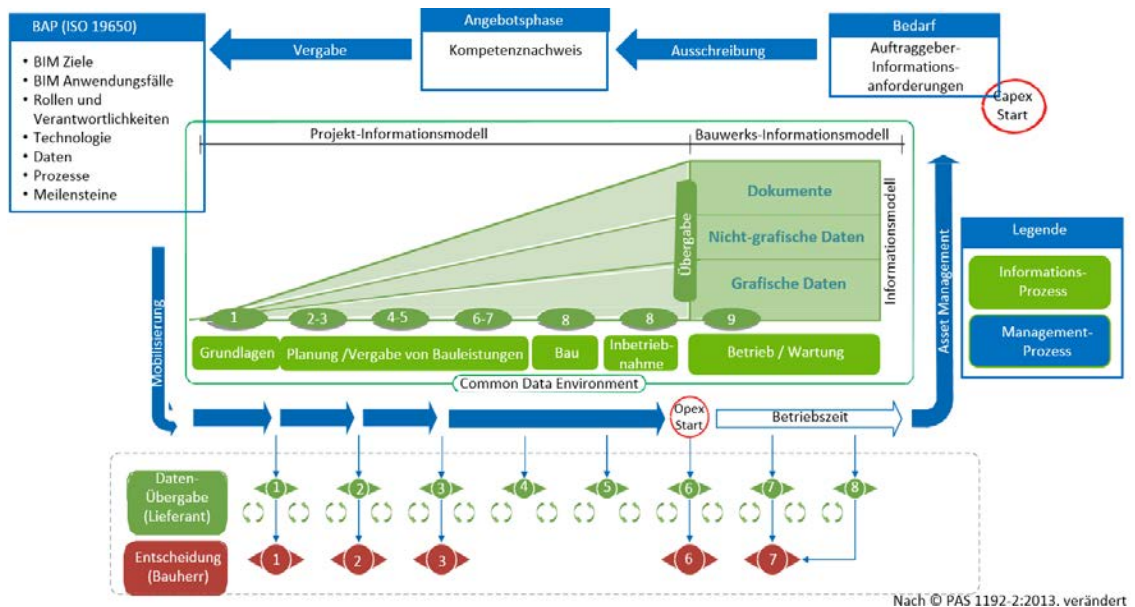 BAP (ISO 19650)
• BIM Ziele
• BIM Anwendungsfälle
• Rollen und
Verantwortlichkeiten
• Technologie
• Daten
• Prozesse
• Meilensteine
Vergabe
Angebotsphase
Kompetenznachweis
Ausschreibung
Bedarf
Auftraggeber-
Informations-
anforderungen
Capex
Start
Projekt-Informationsmodell
Bauwerks-Informationsmodell
Dokumente
Nicht-grafische Daten
Grafische Daten
Übergabe
Informationsmodell
1
2-3
4-5
6-7
8
8
9
Grundlagen
Planung /Vergabe von Bauleistungen
Bau
Inbetrieb-
nahme
Betrieb / Wartung
Common Data Environment
Mobilisierung
Asset Management
Legende
Informations-
Prozess
Management-
Prozess
Opex
Start
Betriebszeit
Daten-
Übergabe
(Lieferant)
1
2
3
4
5
6
7
8
Entscheidung
(Bauherr)
1
2
3
6
7
Nach © PAS 1192-2:2013, verändert